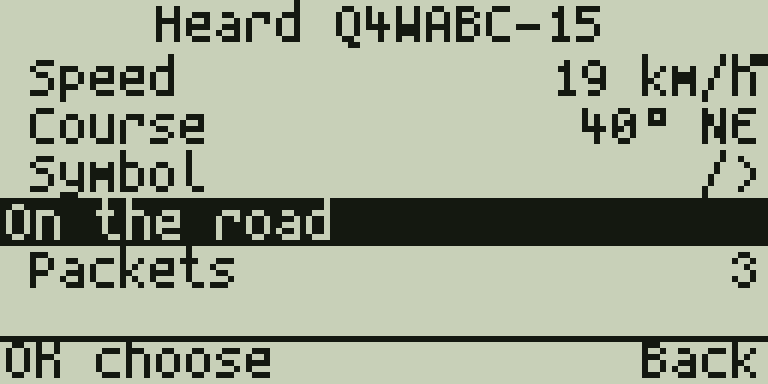 Heard Q4WABC-15
Speed 19 km/h
Course 40° NE
Symbol />
On the road
Packets 3
OK choose Back